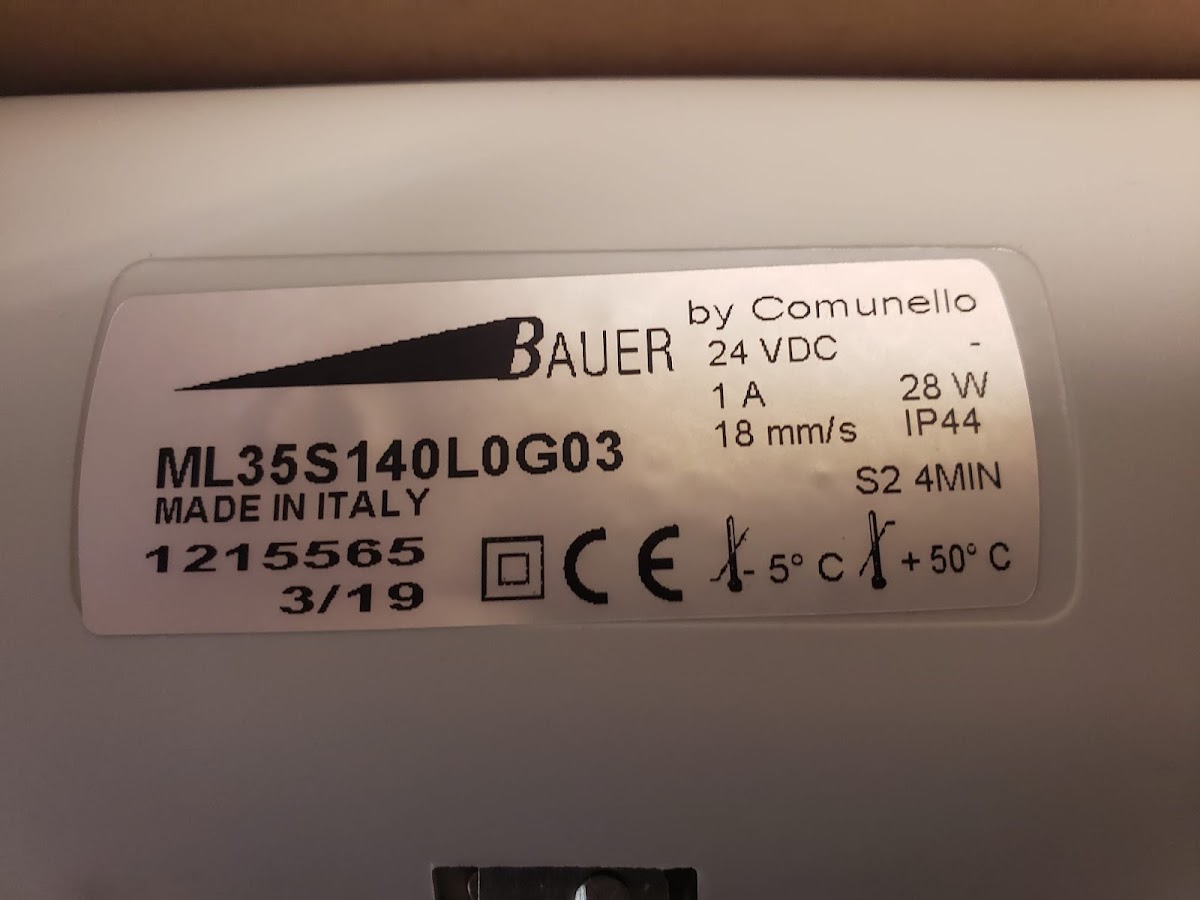 BAUER
by Comunello
24 VDC -
1 A 28 W
18 mm/s IP44
S2 4MIN
ML35S140L0G03
MADE IN ITALY
1215565
3/19
CE - 5° C + 50° C